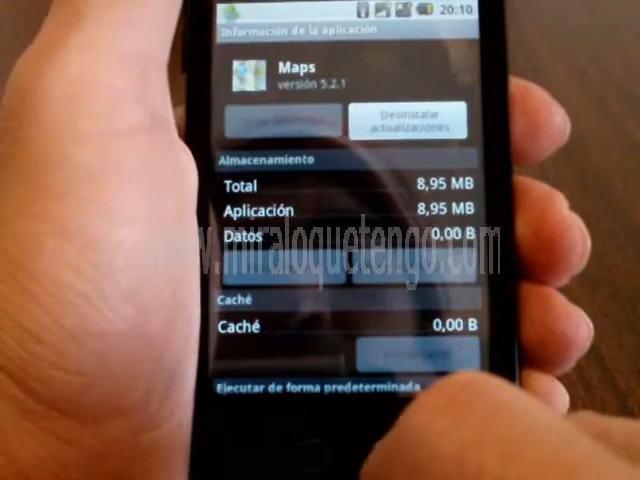 20:10
Información de la aplicación
Maps
versión 5.2.1
Desinstalar
actualizaciones
Almacenamiento
Total 8,95 MB
Aplicación 8,95 MB
Datos 0,00 B
www.miraloquetengo.com
Caché
Caché 0,00 B
Ejecutar de forma predeterminada